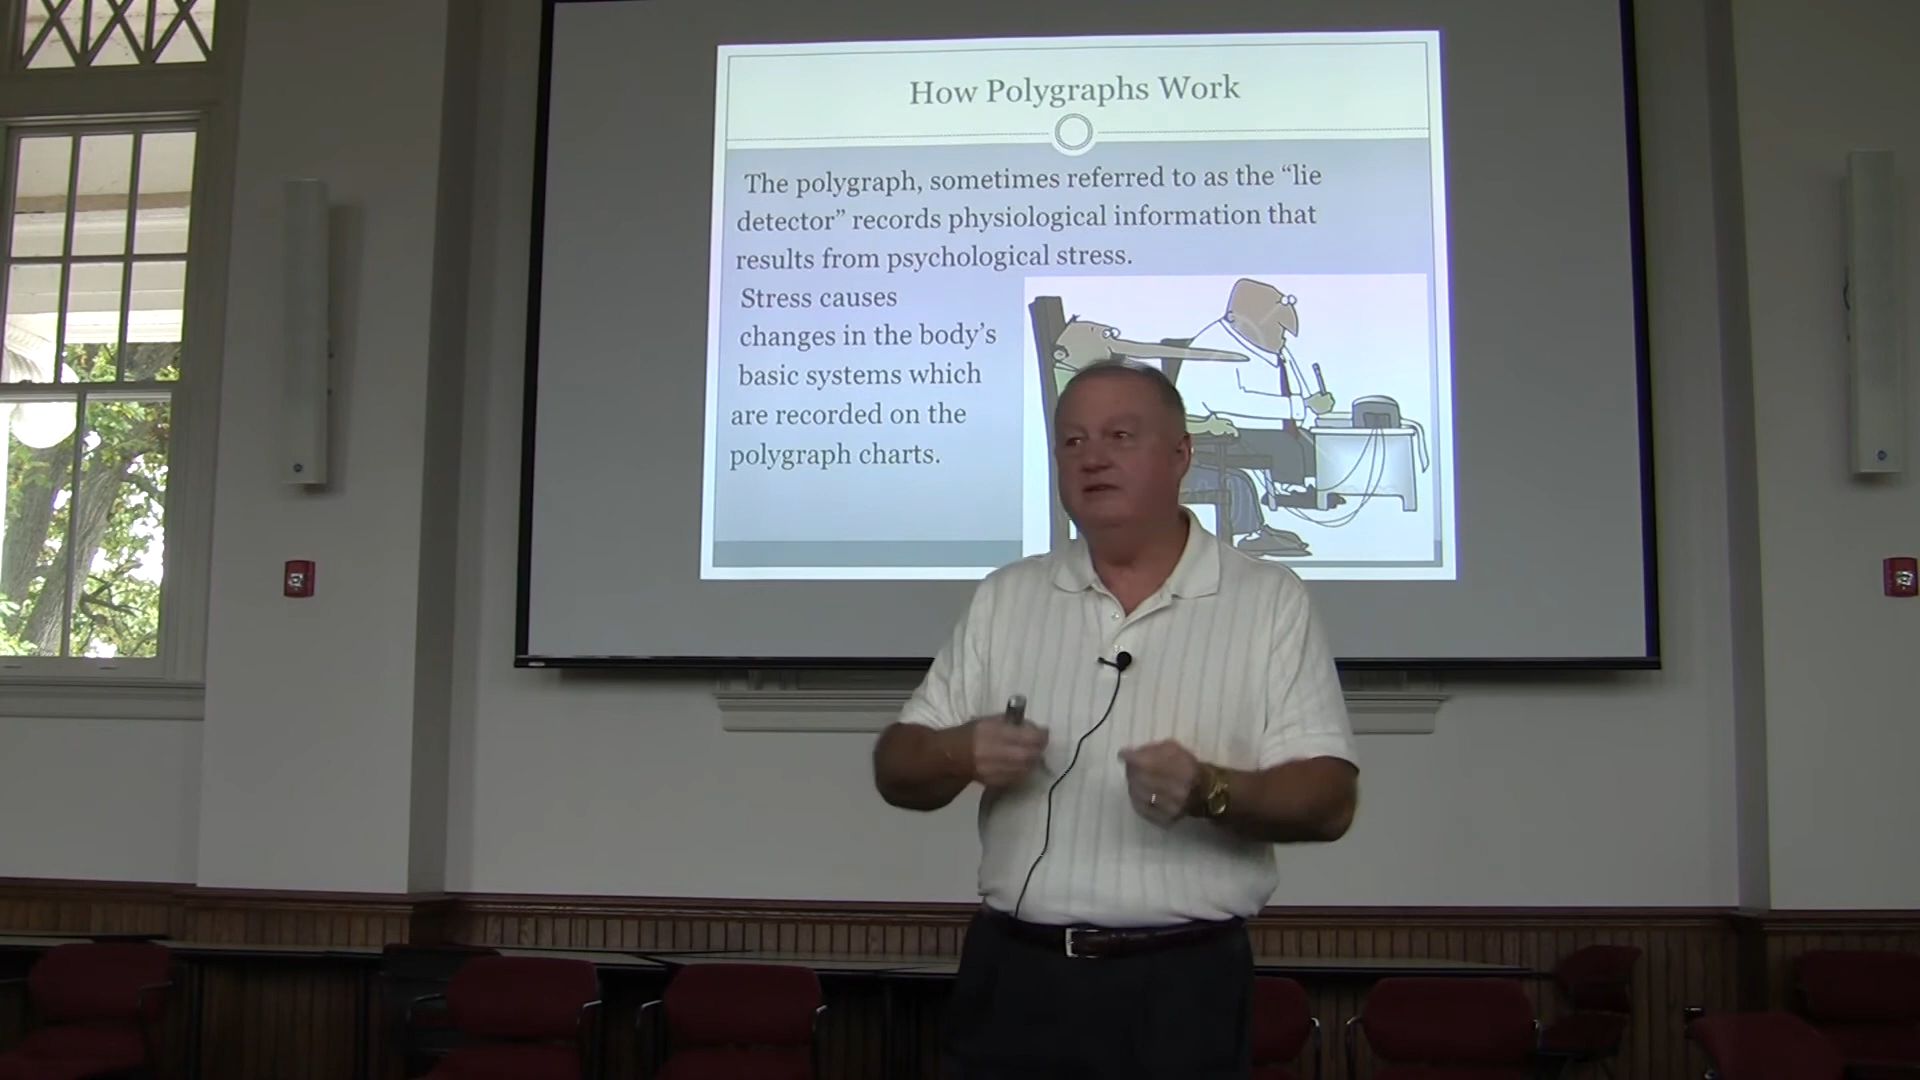 How Polygraphs Work
The polygraph, sometimes referred to as the “lie
detector” records physiological information that
results from psychological stress.
Stress causes
changes in the body’s
basic systems which
are recorded on the
polygraph charts.